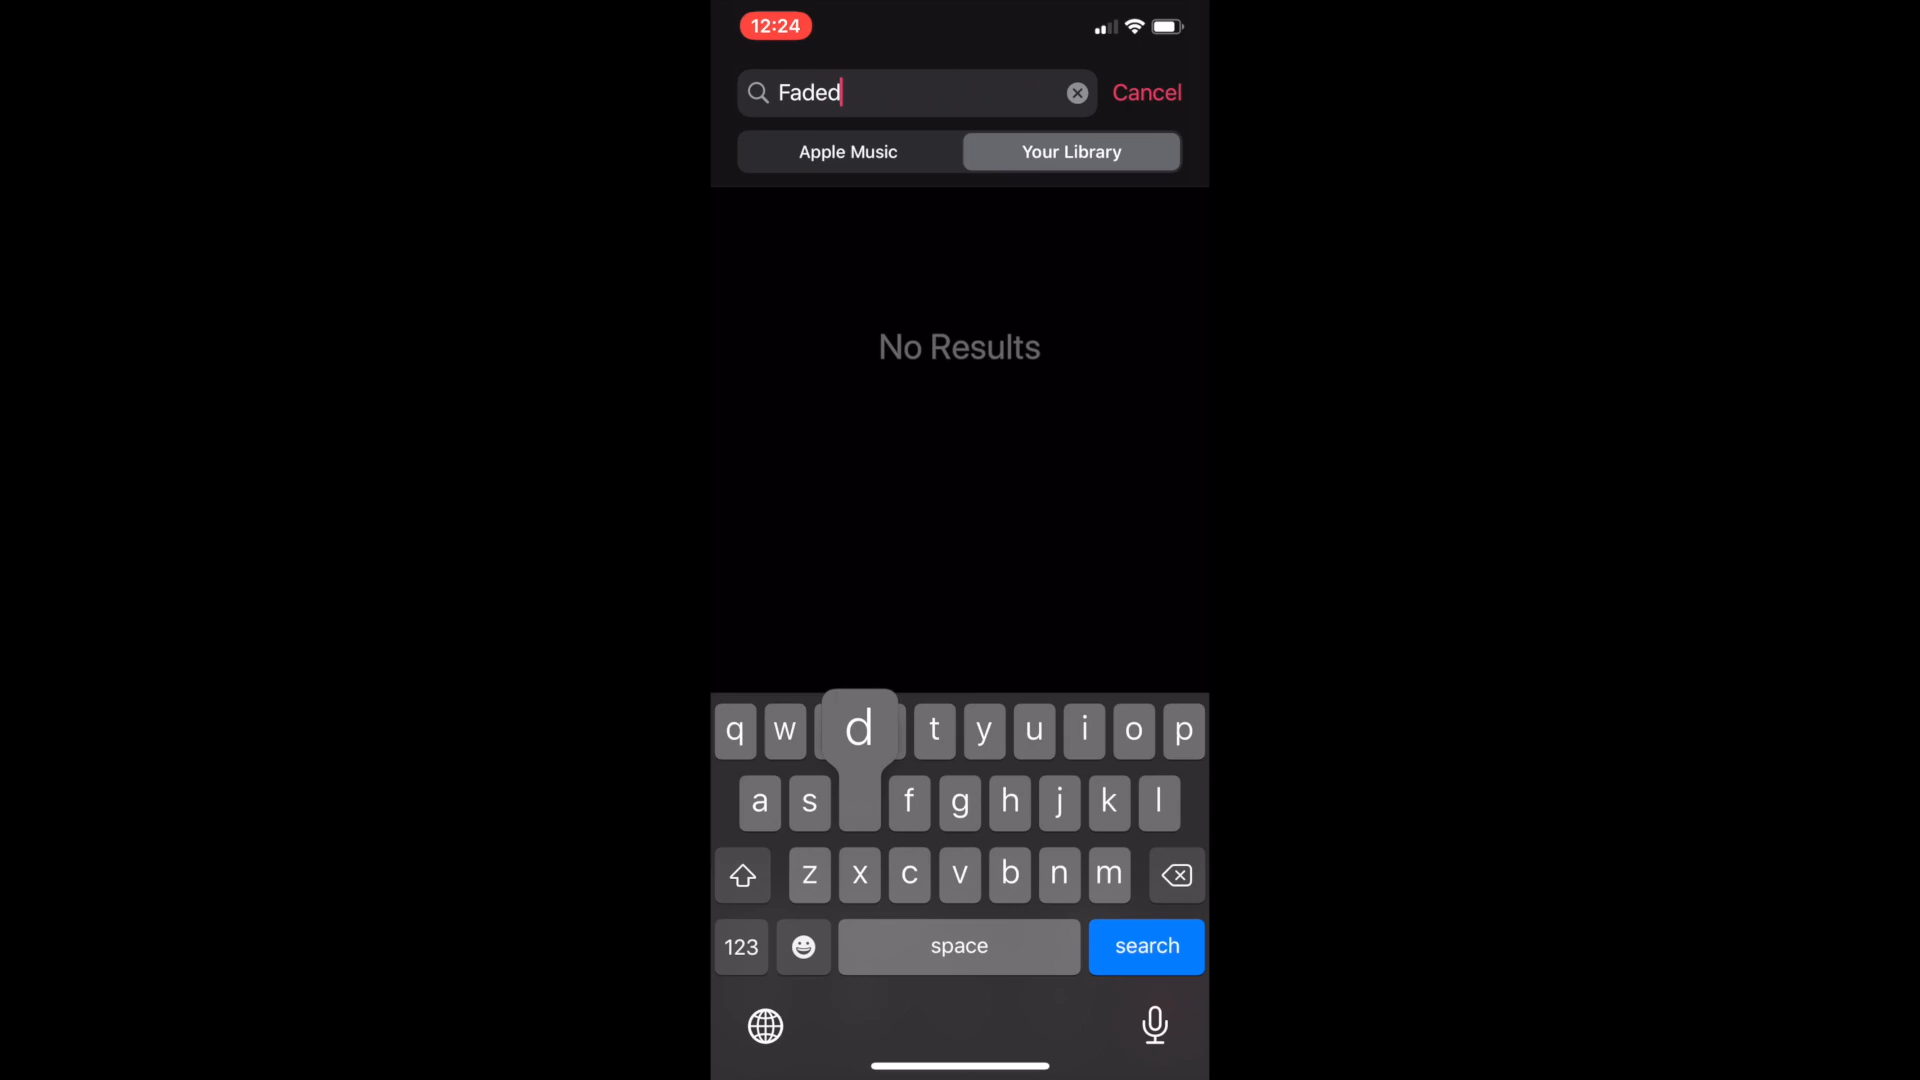 12:24
Faded Cancel
Apple Music Your Library
No Results
q w d t y u i o p
a s f g h j k l
z x c v b n m
123 space search